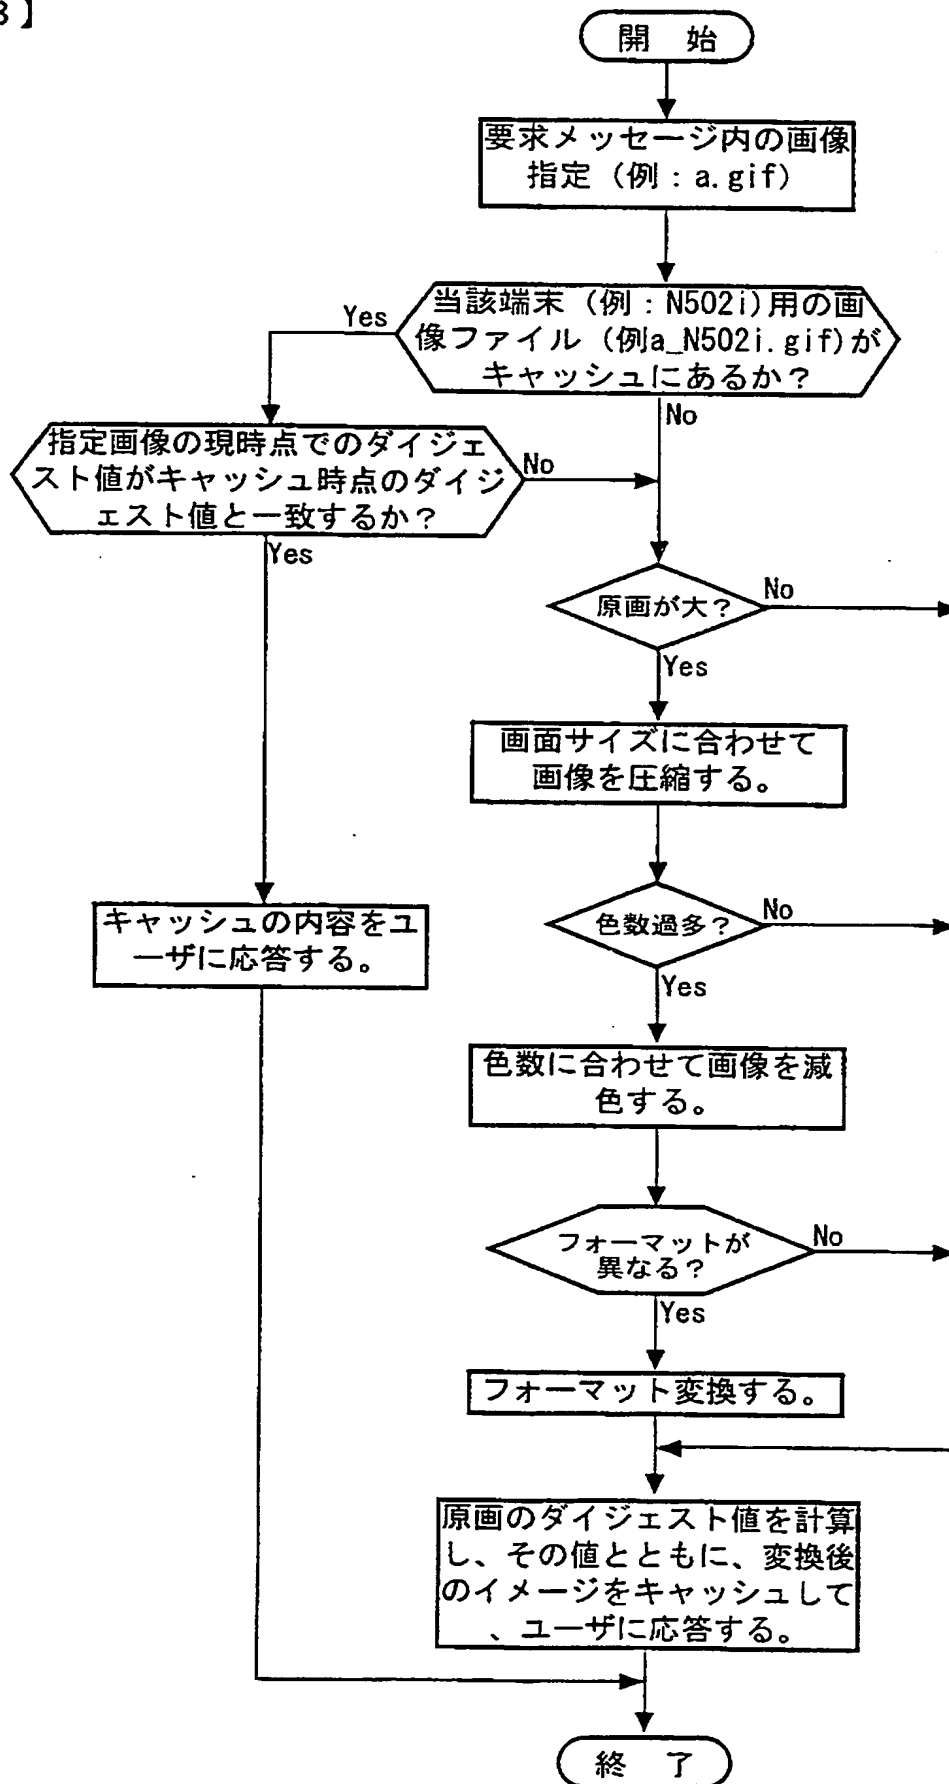 8】
開 始
要求メッセージ内の画像
指定（例：a.gif）
当該端末（例：N502i)用の画
像ファイル（例a_N502i.gif)が
キャッシュにあるか？
Yes
No
指定画像の現時点でのダイジェ
スト値がキャッシュ時点のダイジ
ェスト値と一致するか？
No
Yes
原画が大？
No
Yes
画面サイズに合わせて
画像を圧縮する。
色数過多？
No
Yes
キャッシュの内容をユ
ーザに応答する。
色数に合わせて画像を減
色する。
フォーマットが
異なる？
No
Yes
フォーマット変換する。
原画のダイジェスト値を計算
し、その値とともに、変換後
のイメージをキャッシュして
、ユーザに応答する。
終 了